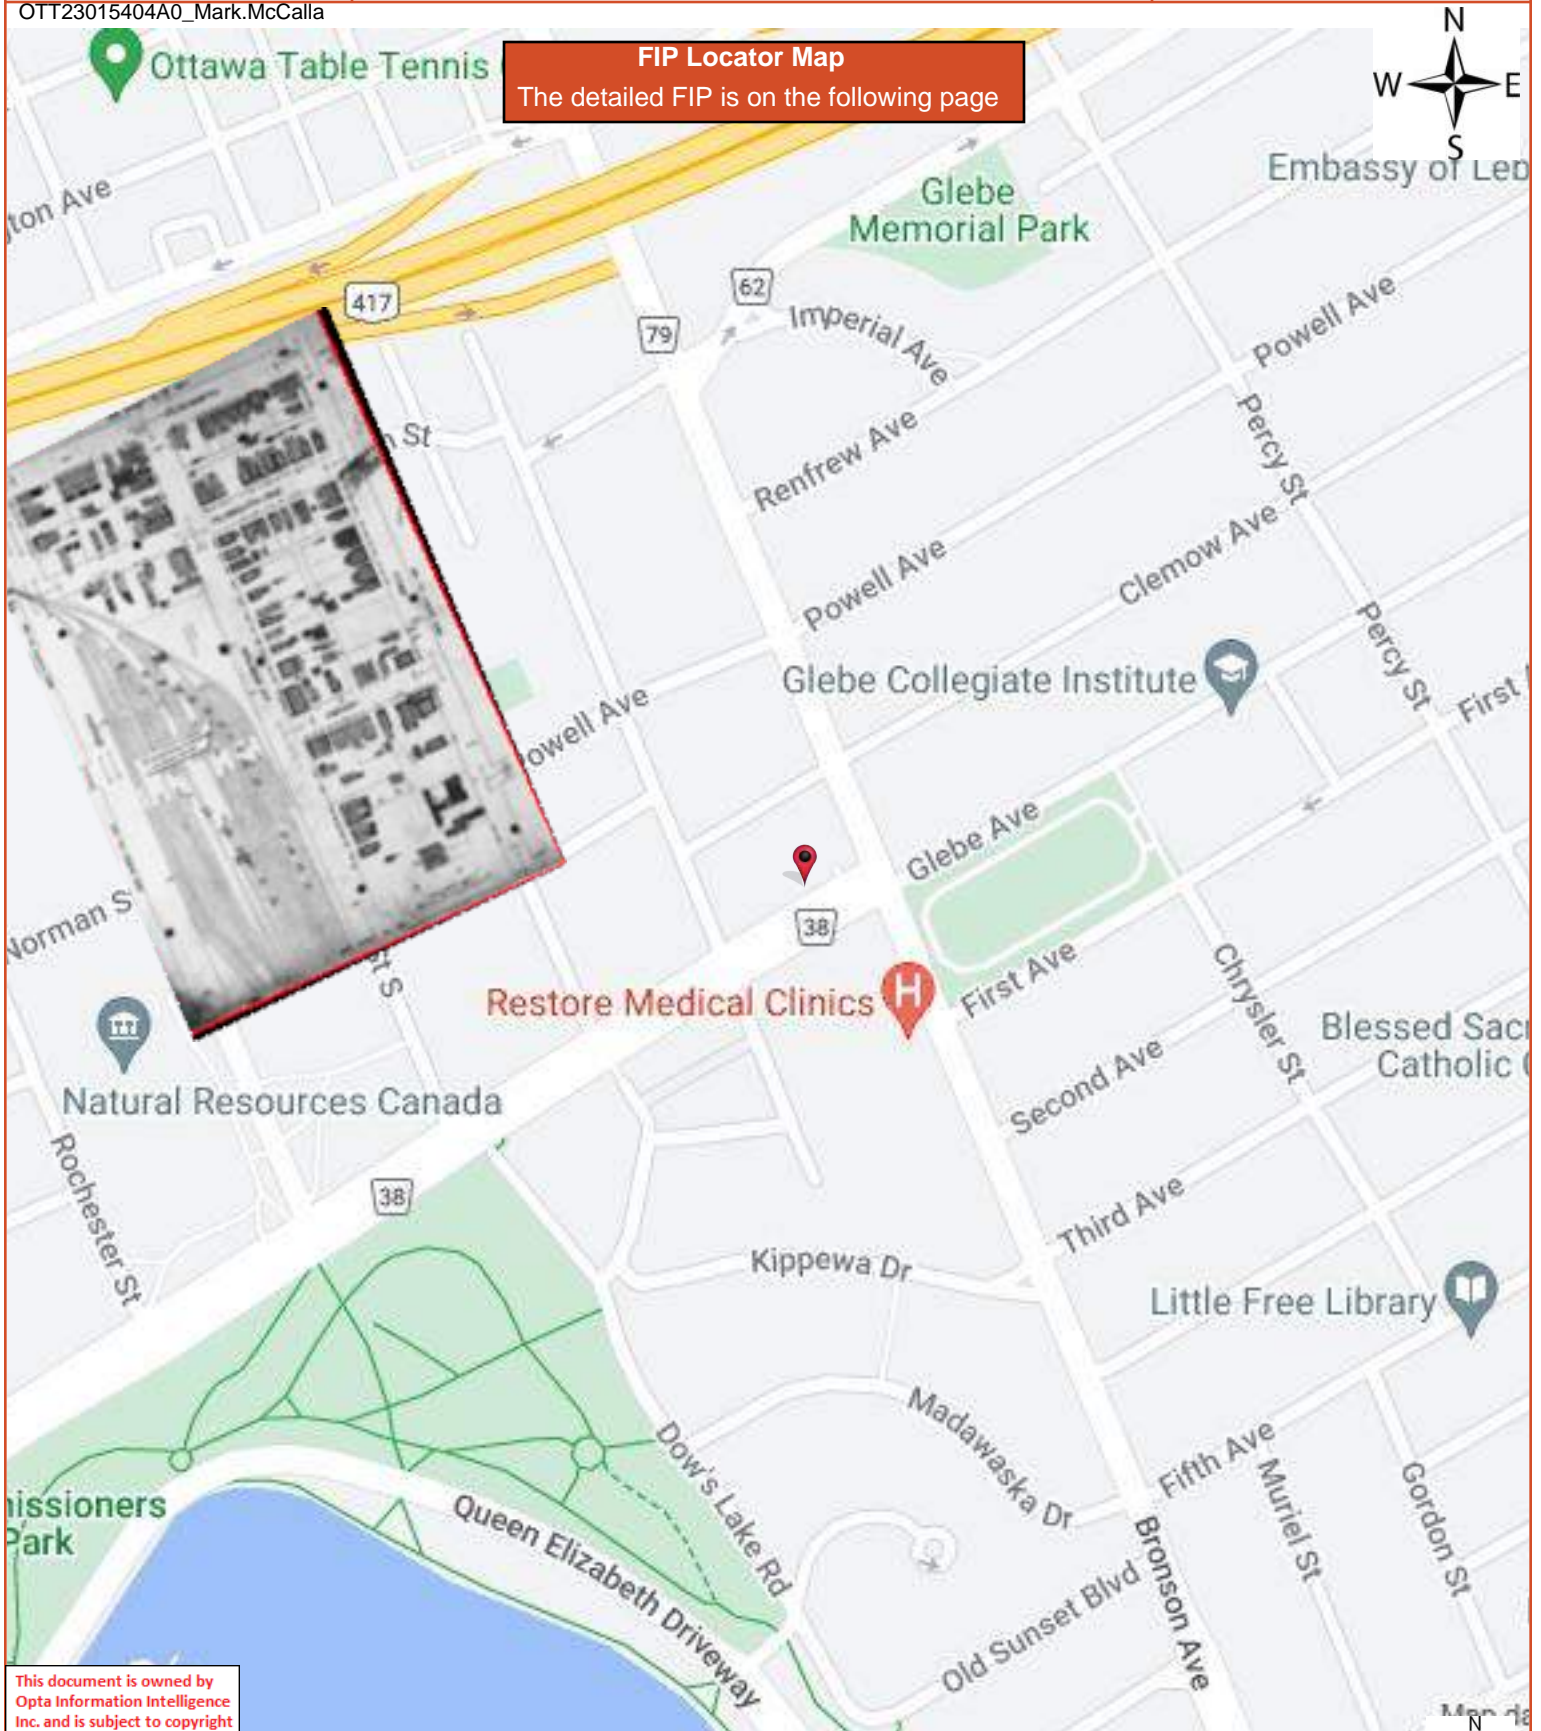 OTT23015404A0_Mark.McCalla
FIP Locator Map
The detailed FIP is on the following page
N
W
E
S
Ottawa Table Tennis
Embassy of Leb
Glebe
Memorial Park
ton Ave
417
62
79
Imperial Ave
Powell Ave
Percy St
St
Renfrew Ave
Clemow Ave
Powell Ave
Percy St
Glebe Collegiate Institute
First
owell Ave
Glebe Ave
38
Norman S
St S
Restore Medical Clinics
H
First Ave
Chrysler St
Blessed Sac
Catholic
Second Ave
Natural Resources Canada
Rochester St
38
Third Ave
Kippewa Dr
Little Free Library
Madawaska Dr
Dow's Lake Rd
Fifth Ave
Muriel St
Gordon St
nissioners
Park
Queen Elizabeth Driveway
Bronson Ave
Old Sunset Blvd
This document is owned by
Opta Information Intelligence
Inc. and is subject to copyright
N